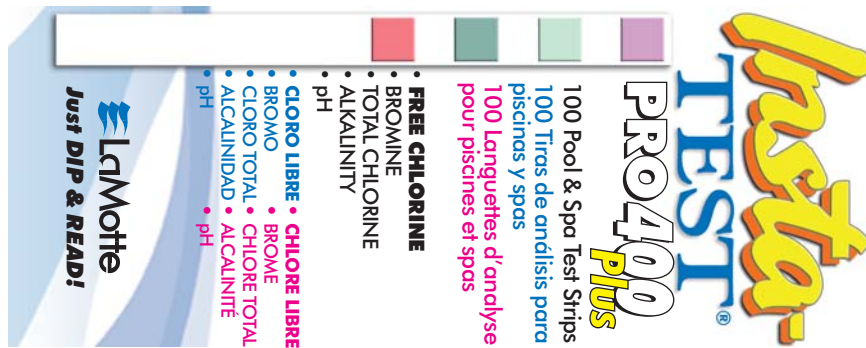 Insta-
TEST®
PRO400
Plus
100 Pool & Spa Test Strips
100 Tiras de análisis para
piscinas y spas
100 Languettes d'analyse
pour piscines et spas
• FREE CHLORINE
• BROMINE
• TOTAL CHLORINE
• ALKALINITY
• pH
• CLORO LIBRE • CHLORE LIBRE
• BROMO • BROME
• CLORO TOTAL • CHLORE TOTAL
• ALCALINIDAD • ALCALINITÉ
• pH • pH
LaMotte
Just DIP & READ!